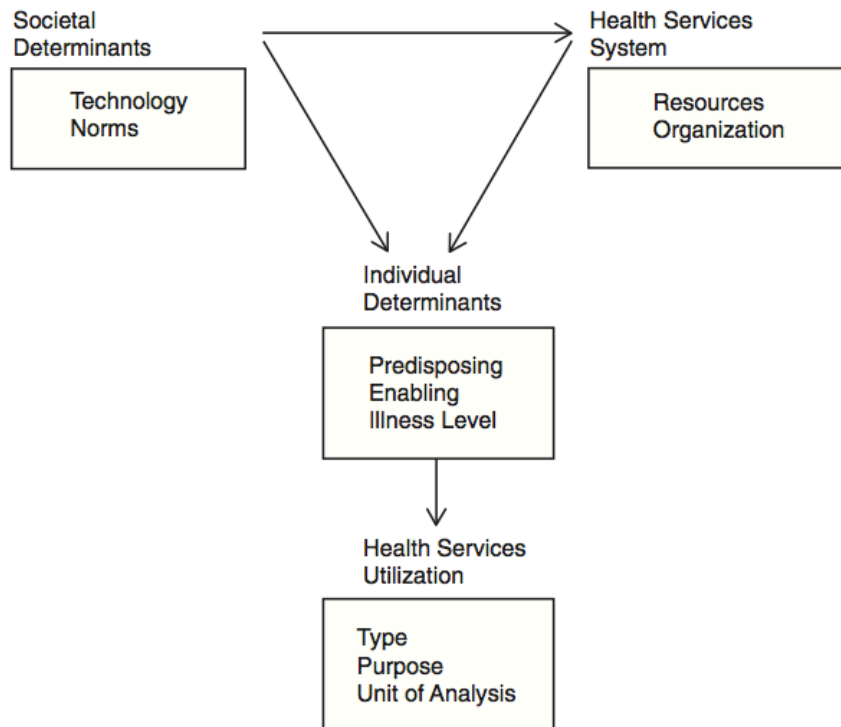 Societal
Determinants
Technology
Norms
Health Services
System
Resources
Organization
Individual
Determinants
Predisposing
Enabling
Illness Level
Health Services
Utilization
Type
Purpose
Unit of Analysis